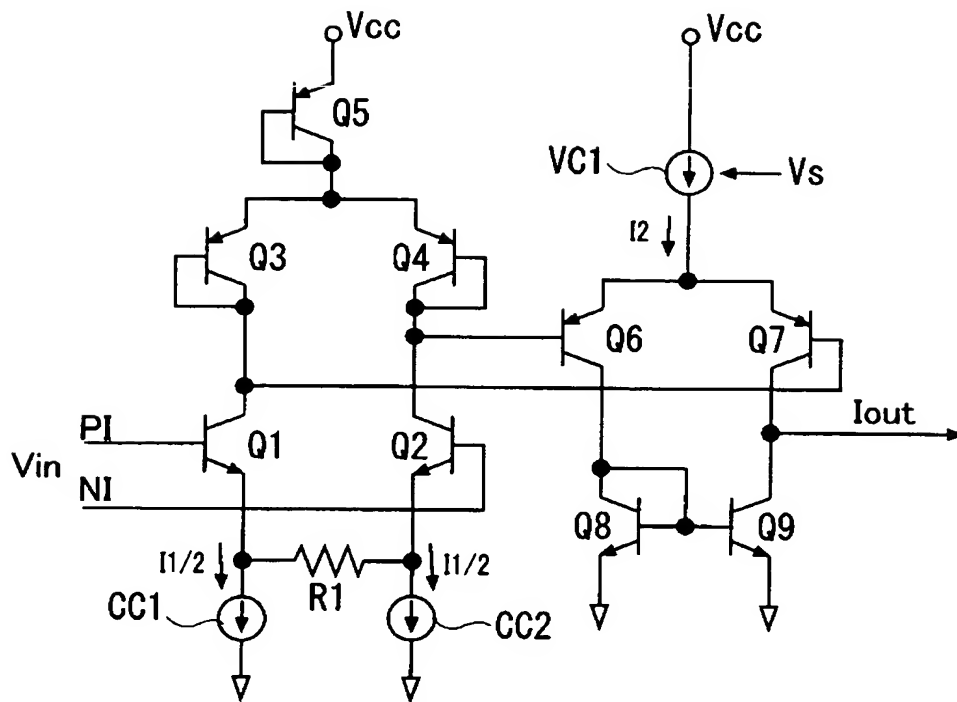 Vcc
Vcc
Q5
VC1
Vs
I2
Q3
Q4
Q6
Q7
Iout
PI
Q1
Q2
Vin
NI
Q8
Q9
I1/2
I1/2
R1
CC1
CC2